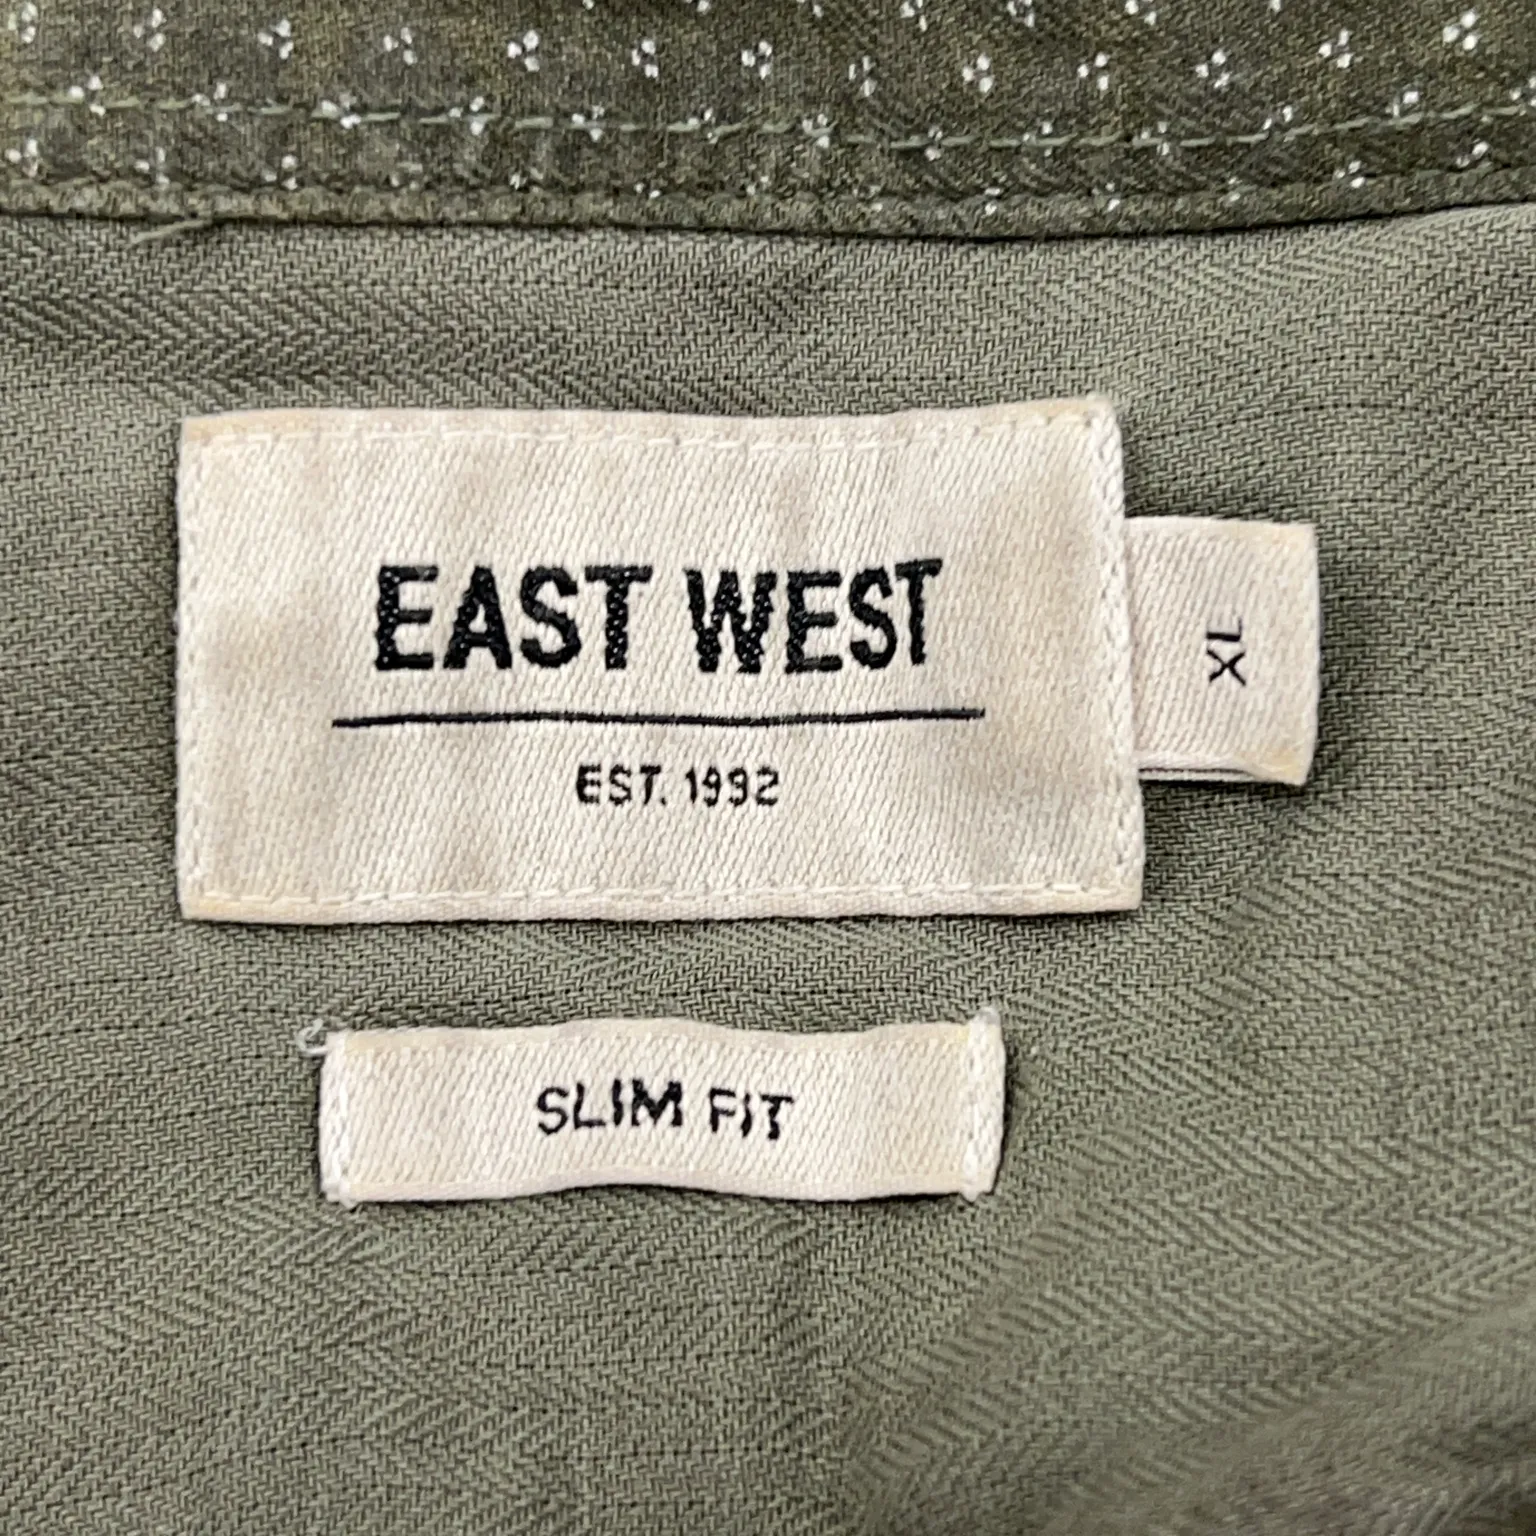 EAST WEST
EST. 1992
XL
SLIM FIT